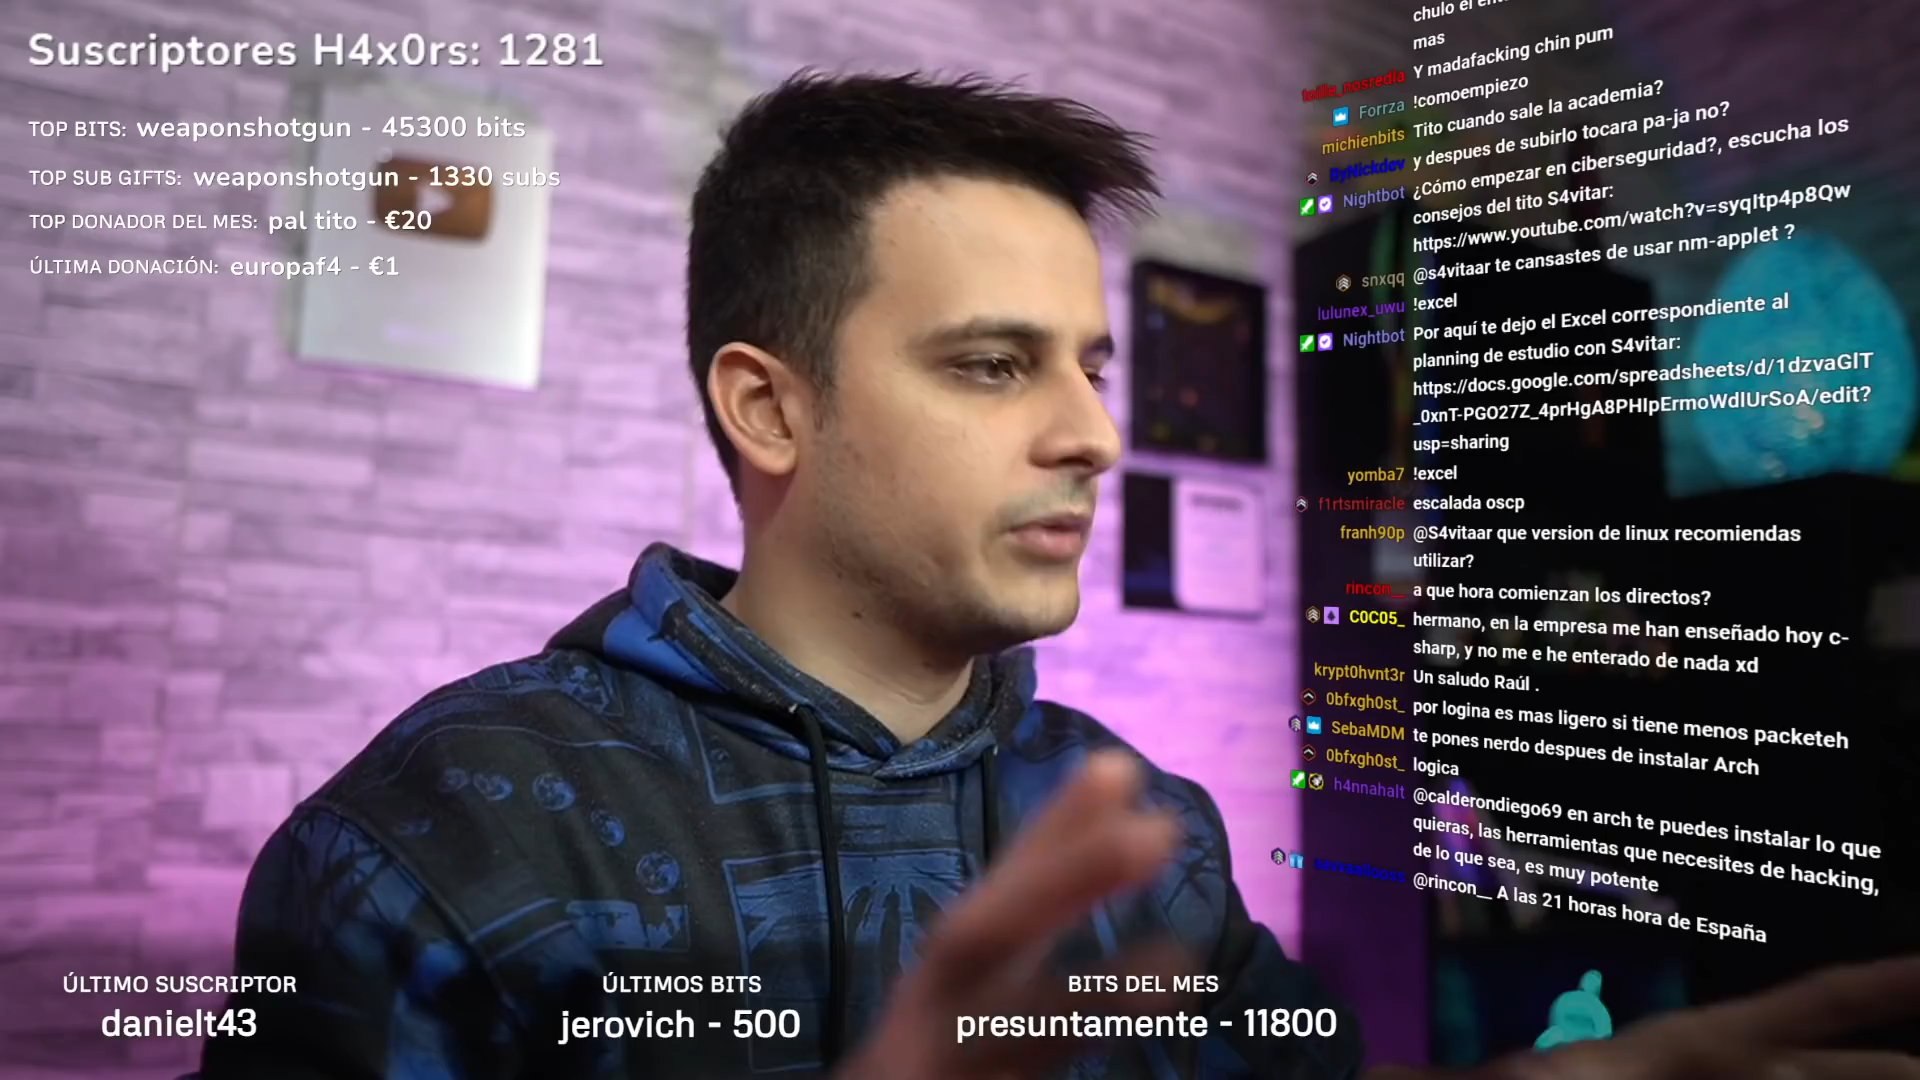 Suscriptores H4x0rs: 1281
TOP BITS: weaponshotgun - 45300 bits
TOP SUB GIFTS: weaponshotgun - 1330 subs
TOP DONADOR DEL MES: pal tito - €20
ÚLTIMA DONACIÓN: europaf4 - €1
chulo el
mas
Y madafacking chin pum
Forrza !comoempiezo
michienbits Tito cuando sale la academia?
ByNickdev y despues de subirlo tocara pa-ja no?
Nightbot ¿Cómo empezar en ciberseguridad?, escucha los
consejos del tito S4vitar:
https://www.youtube.com/watch?v=syqltp4p8Qw
snxqq @s4vitaar te cansastes de usar nm-applet ?
lulunex_uwu !excel
Nightbot Por aquí te dejo el Excel correspondiente al
planning de estudio con S4vitar:
https://docs.google.com/spreadsheets/d/1dzvaGlT
_0xnT-PGO27Z_4prHgA8PHIpErmoWdlUrSoA/edit?
usp=sharing
yomba7 !excel
f1rtsmiracle escalada oscp
franh90p @S4vitaar que version de linux recomiendas
utilizar?
rincon__ a que hora comienzan los directos?
C0C05_ hermano, en la empresa me han enseñado hoy c-
sharp, y no me e he enterado de nada xd
krypt0hvnt3r Un saludo Raúl .
0bfxgh0st_ por logina es mas ligero si tiene menos packeteh
SebaMDM te pones nerdo despues de instalar Arch
0bfxgh0st_ logica
h4nnahalt @calderondiego69 en arch te puedes instalar lo que
quieras, las herramientas que necesites de hacking,
de lo que sea, es muy potente
@rincon__ A las 21 horas hora de España
ÚLTIMO SUSCRIPTOR
danielt43
ÚLTIMOS BITS
jerovich - 500
BITS DEL MES
presuntamente - 11800